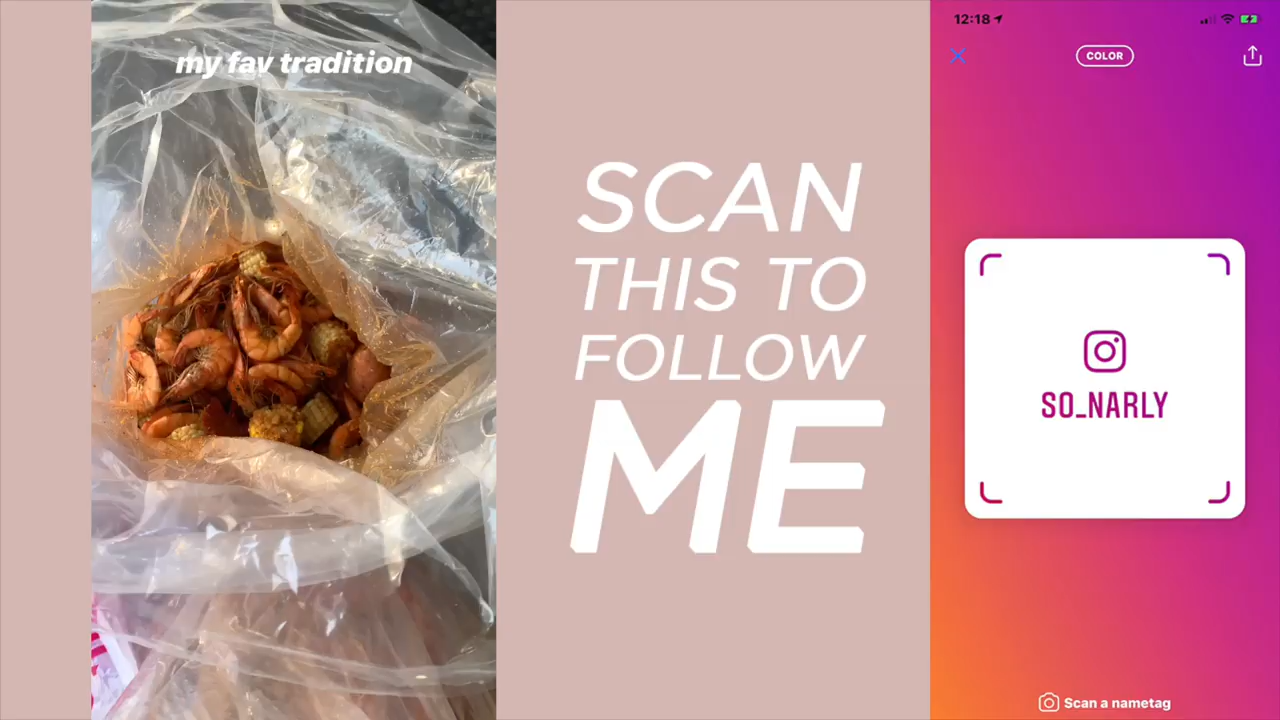 my fav tradition
SCAN
THIS TO
FOLLOW
ME
12:18
COLOR
SO_NARLY
Scan a nametag